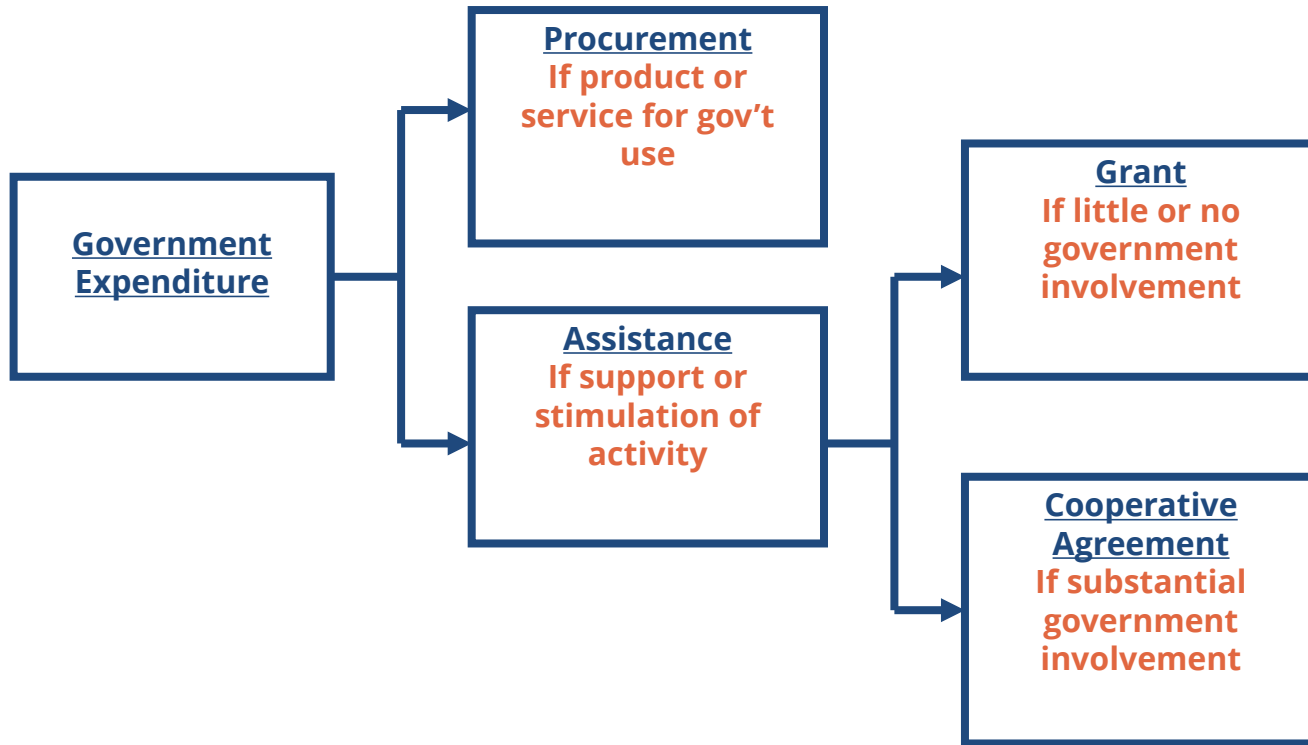 Government
Expenditure
Procurement
If product or
service for gov’t
use
Assistance
If support or
stimulation of
activity
Grant
If little or no
government
involvement
Cooperative
Agreement
If substantial
government
involvement